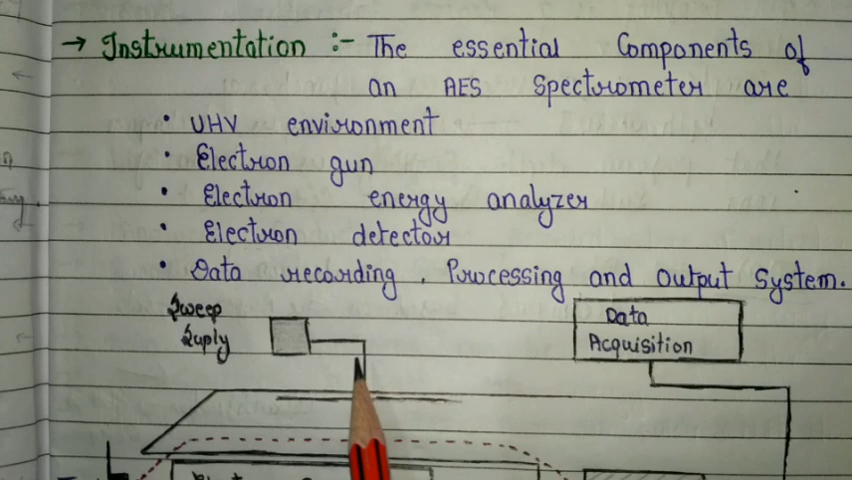 → Instrumentation :- The essential Components of
an AES Spectrometer are
• UHV environment
• Electron gun
• Electron energy analyzer
• Electron detector
• Data recording, Processing and output System.
Sweep
Suply
Data
Acquisition